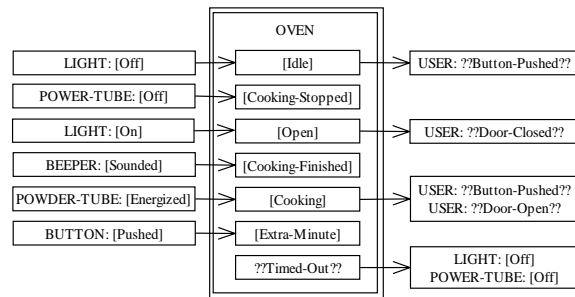 OVEN
LIGHT: [Off]
[Idle]
USER: ??Button-Pushed??
POWER-TUBE: [Off]
[Cooking-Stopped]
LIGHT: [On]
[Open]
USER: ??Door-Closed??
BEEPER: [Sounded]
[Cooking-Finished]
POWDER-TUBE: [Energized]
[Cooking]
USER: ??Button-Pushed??
USER: ??Door-Open??
BUTTON: [Pushed]
[Extra-Minute]
??Timed-Out??
LIGHT: [Off]
POWER-TUBE: [Off]